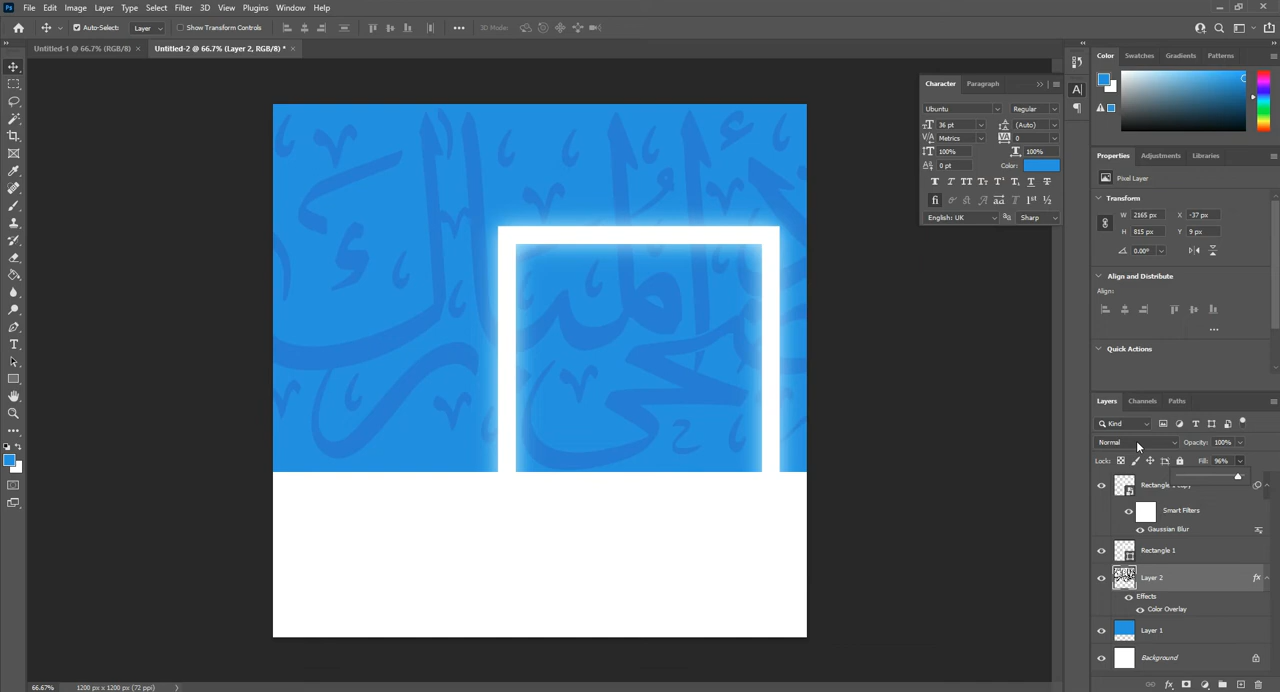 File Edit Image Layer Type Select Filter 3D View Plugins Window Help
Auto-Select: Layer Show Transform Controls 3D Mode:
Untitled-1 @ 66.7% (RGB/8) × Untitled-2 @ 66.7% (Layer 2, RGB/8) * ×
Color Swatches Gradients Patterns
Character Paragraph
Ubuntu Regular
36 pt (Auto)
Metrics 0
100% 100%
0 pt Color:
English: UK Sharp
Properties Adjustments Libraries
Pixel Layer
Transform
W 2165 px X -37 px
H 815 px Y 9 px
0.00°
Align and Distribute
Align:
Quick Actions
Layers Channels Paths
Kind
Normal Opacity: 100%
Lock: Fill: 96%
Smart Filters
Gaussian Blur
Rectangle 1
Layer 2
Effects
Color Overlay
Layer 1
Background
66.67% 1200 px x 1200 px (72 ppi)